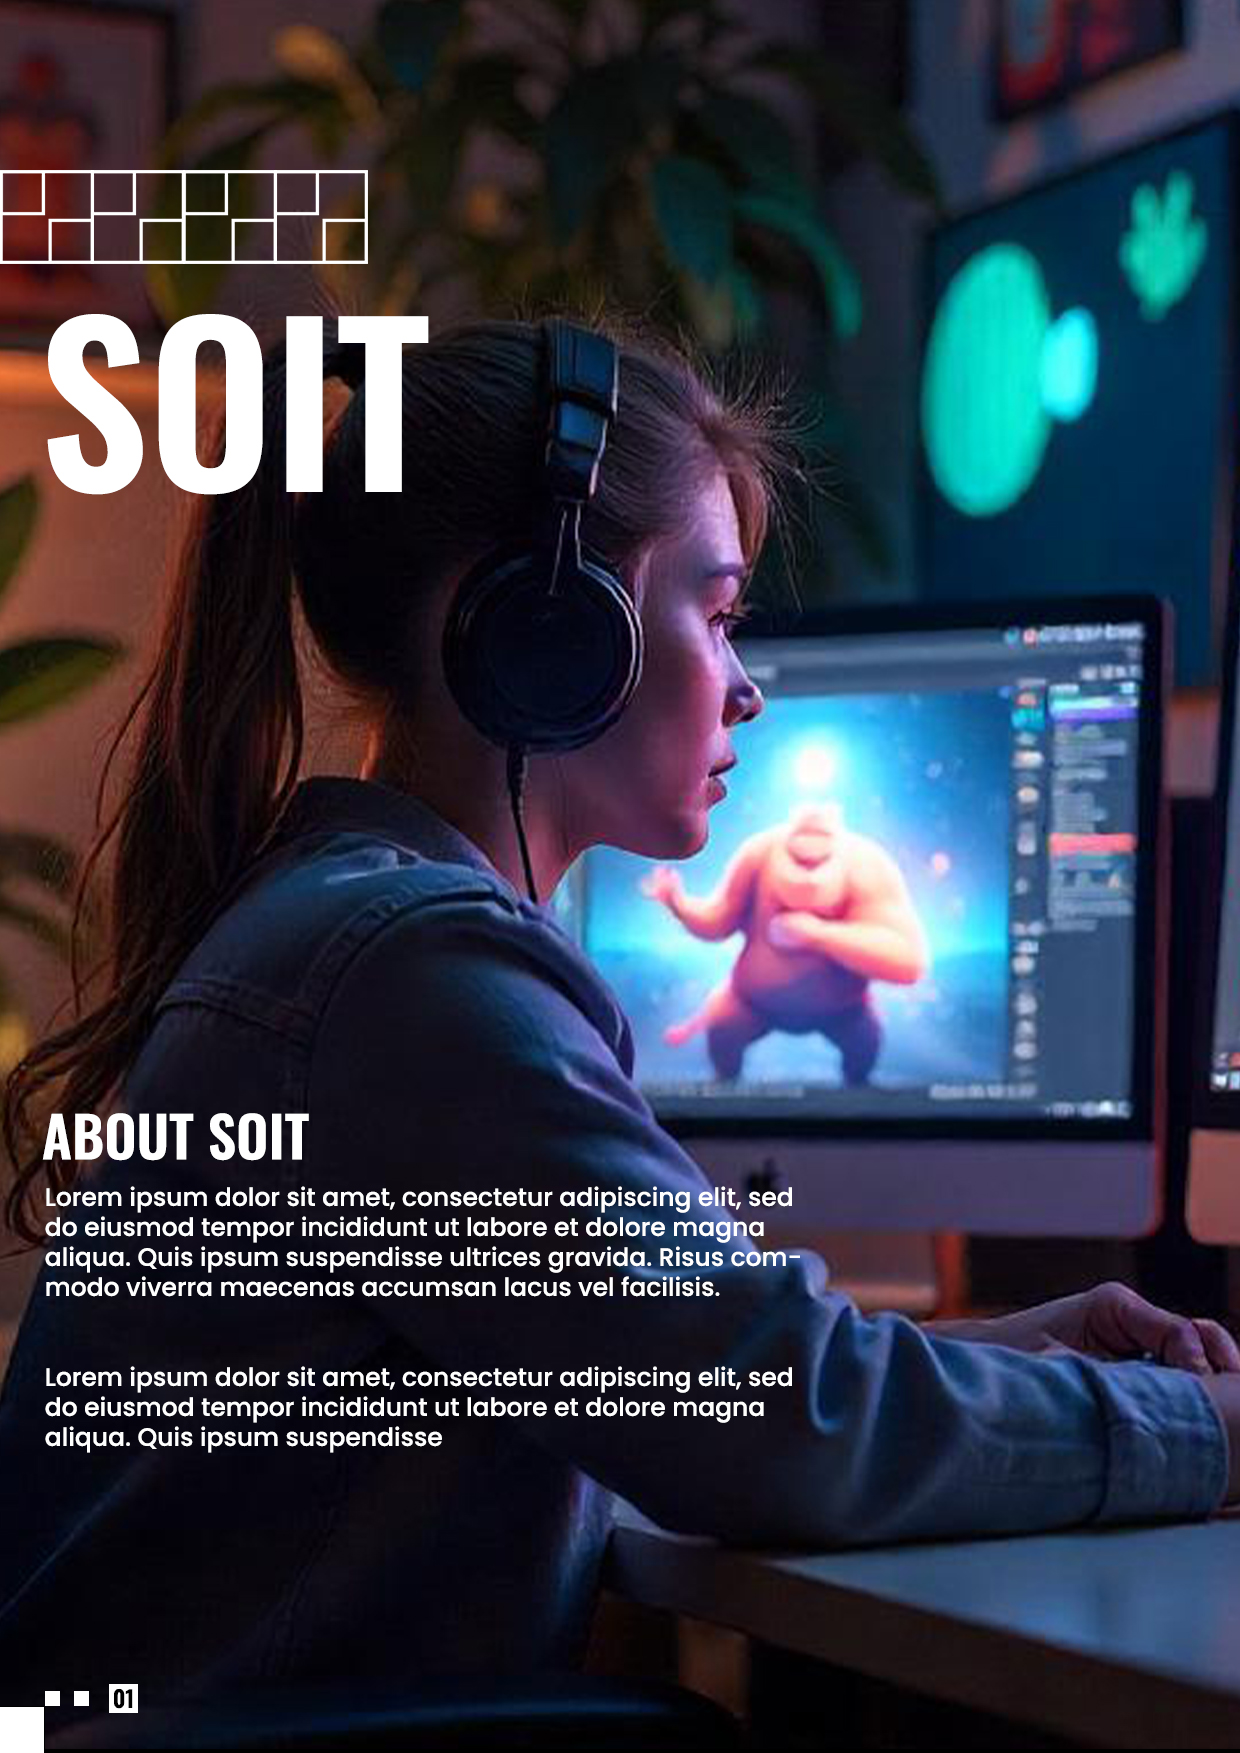 SOIT
ABOUT SOIT
Lorem ipsum dolor sit amet, consectetur adipiscing elit, sed
do eiusmod tempor incididunt ut labore et dolore magna
aliqua. Quis ipsum suspendisse ultrices gravida. Risus com-
modo viverra maecenas accumsan lacus vel facilisis.
Lorem ipsum dolor sit amet, consectetur adipiscing elit, sed
do eiusmod tempor incididunt ut labore et dolore magna
aliqua. Quis ipsum suspendisse
01